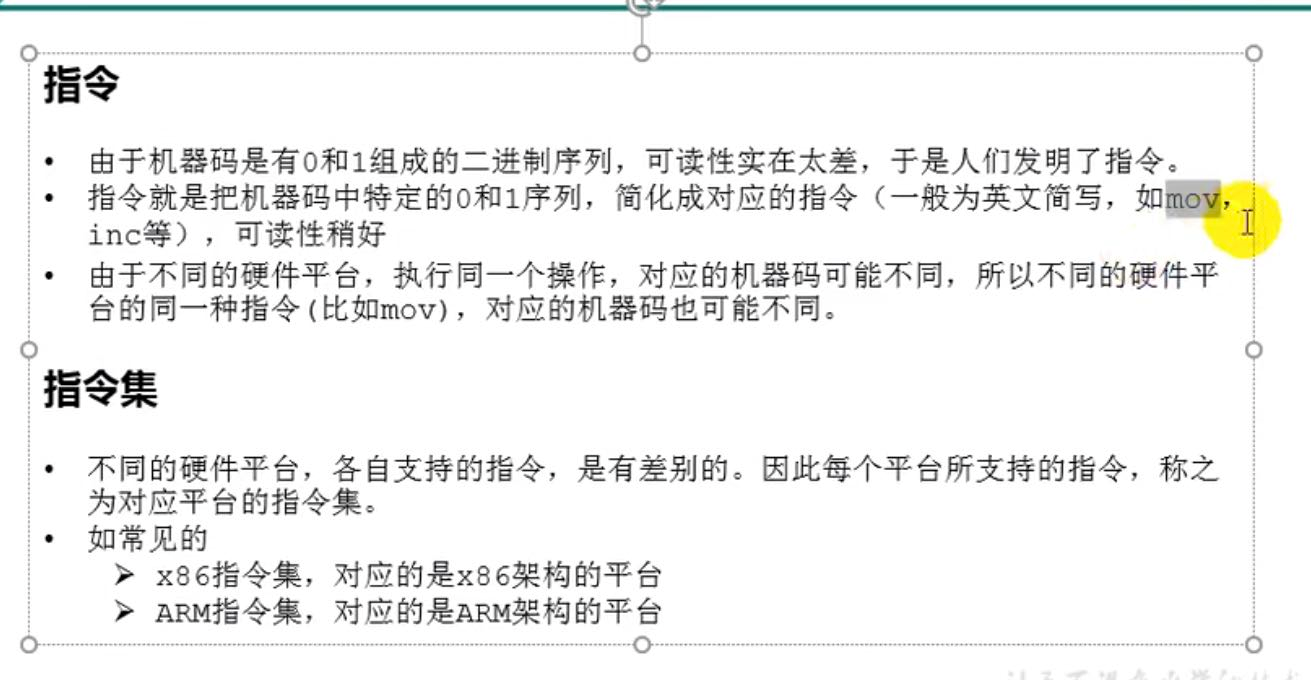 指令
• 由于机器码是有0和1组成的二进制序列，可读性实在太差，于是人们发明了指令。
• 指令就是把机器码中特定的0和1序列，简化成对应的指令（一般为英文简写，如mov，
inc等），可读性稍好
• 由于不同的硬件平台，执行同一个操作，对应的机器码可能不同，所以不同的硬件平
台的同一种指令(比如mov)，对应的机器码也可能不同。
指令集
• 不同的硬件平台，各自支持的指令，是有差别的。因此每个平台所支持的指令，称之
为对应平台的指令集。
• 如常见的
➢ x86指令集，对应的是x86架构的平台
➢ ARM指令集，对应的是ARM架构的平台